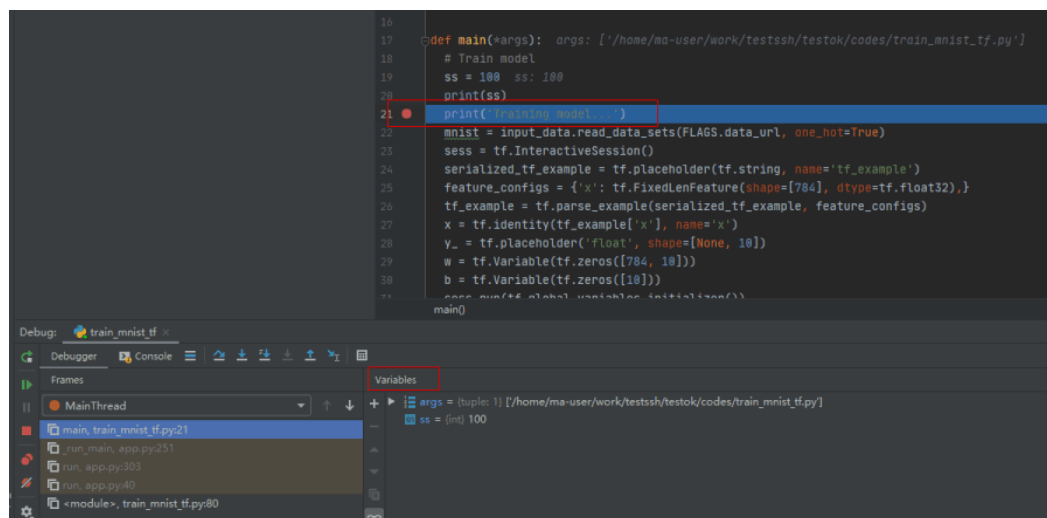 16
17 def main(*args): args: ['/home/ma-user/work/testssh/testok/codes/train_mnist_tf.py']
18 # Train model
19 ss = 100 ss: 100
20 print(ss)
21 print('Training model...')
22 mnist = input_data.read_data_sets(FLAGS.data_url, one_hot=True)
23 sess = tf.InteractiveSession()
24 serialized_tf_example = tf.placeholder(tf.string, name='tf_example')
25 feature_configs = {'x': tf.FixedLenFeature(shape=[784], dtype=tf.float32),}
26 tf_example = tf.parse_example(serialized_tf_example, feature_configs)
27 x = tf.identity(tf_example['x'], name='x')
28 y_ = tf.placeholder('float', shape=[None, 10])
29 w = tf.Variable(tf.zeros([784, 10]))
30 b = tf.Variable(tf.zeros([10]))
31 sess.run(tf.global_variables_initializer())
main()
Debug: train_mnist_tf
Debugger Console
Frames Variables
MainThread
args = {tuple: 1} ['/home/ma-user/work/testssh/testok/codes/train_mnist_tf.py']
main, train_mnist_tf.py:21
ss = {int} 100
_run_main, app.py:251
run, app.py:303
run, app.py:40
<module>, train_mnist_tf.py:80